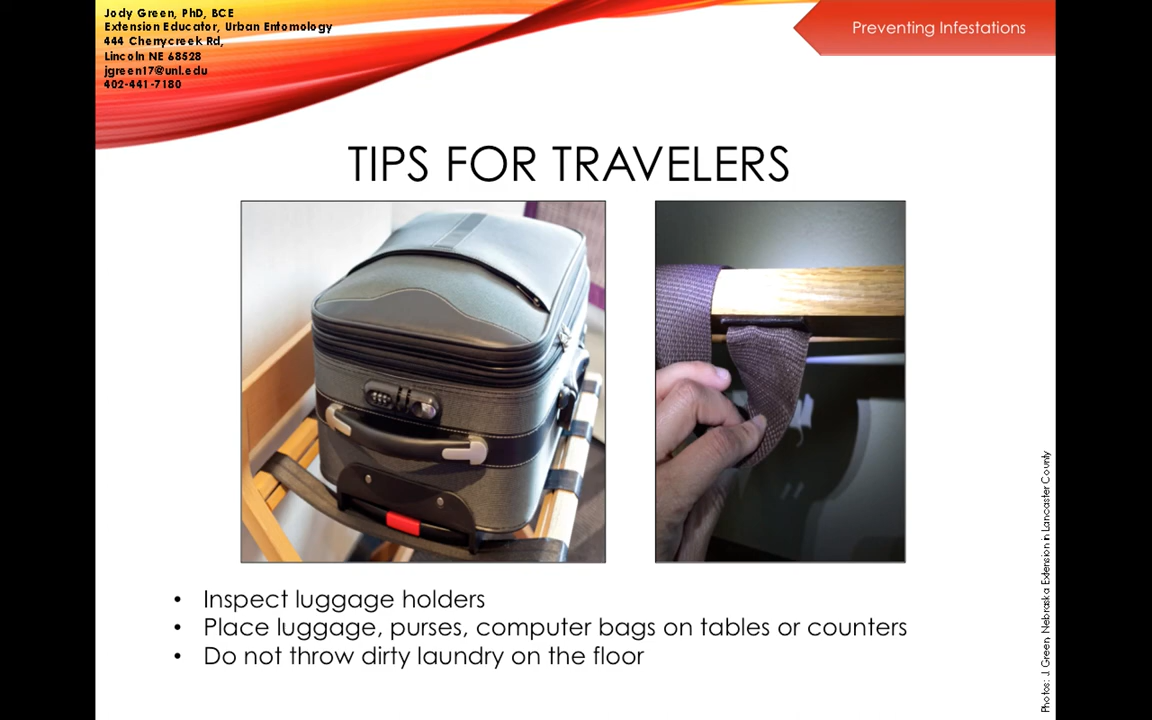 Jody Green, PhD, BCE
Extension Educator, Urban Entomology
444 Cherrycreek Rd,
Lincoln NE 68528
jgreen17@unl.edu
402-441-7180
Preventing Infestations
TIPS FOR TRAVELERS
• Inspect luggage holders
• Place luggage, purses, computer bags on tables or counters
• Do not throw dirty laundry on the floor
Photos: J. Green, Nebraska Extension in Lancaster County